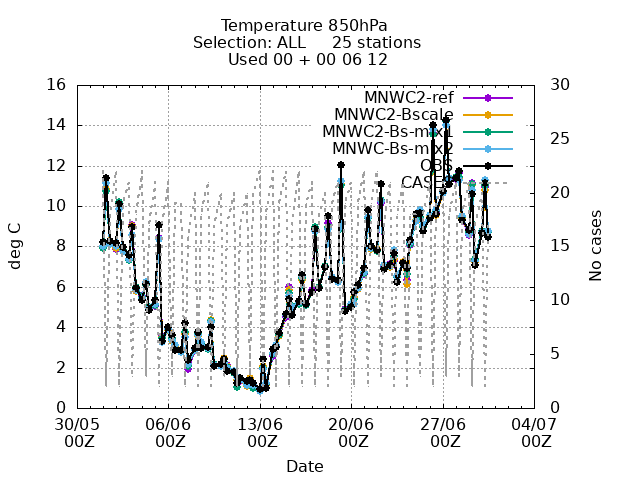 Temperature 850hPa
Selection: ALL 25 stations
Used 00 + 00 06 12
16 30
14 25
12 20
10
8 15
6 10
4
2 5
0 0
deg C
No cases
MNWC2-ref
MNWC2-Bscale
MNWC2-Bs-mix1
MNWC-Bs-mix2
OBS
CASES
30/05 06/06 13/06 20/06 27/06 04/07
00Z 00Z 00Z 00Z 00Z 00Z
Date